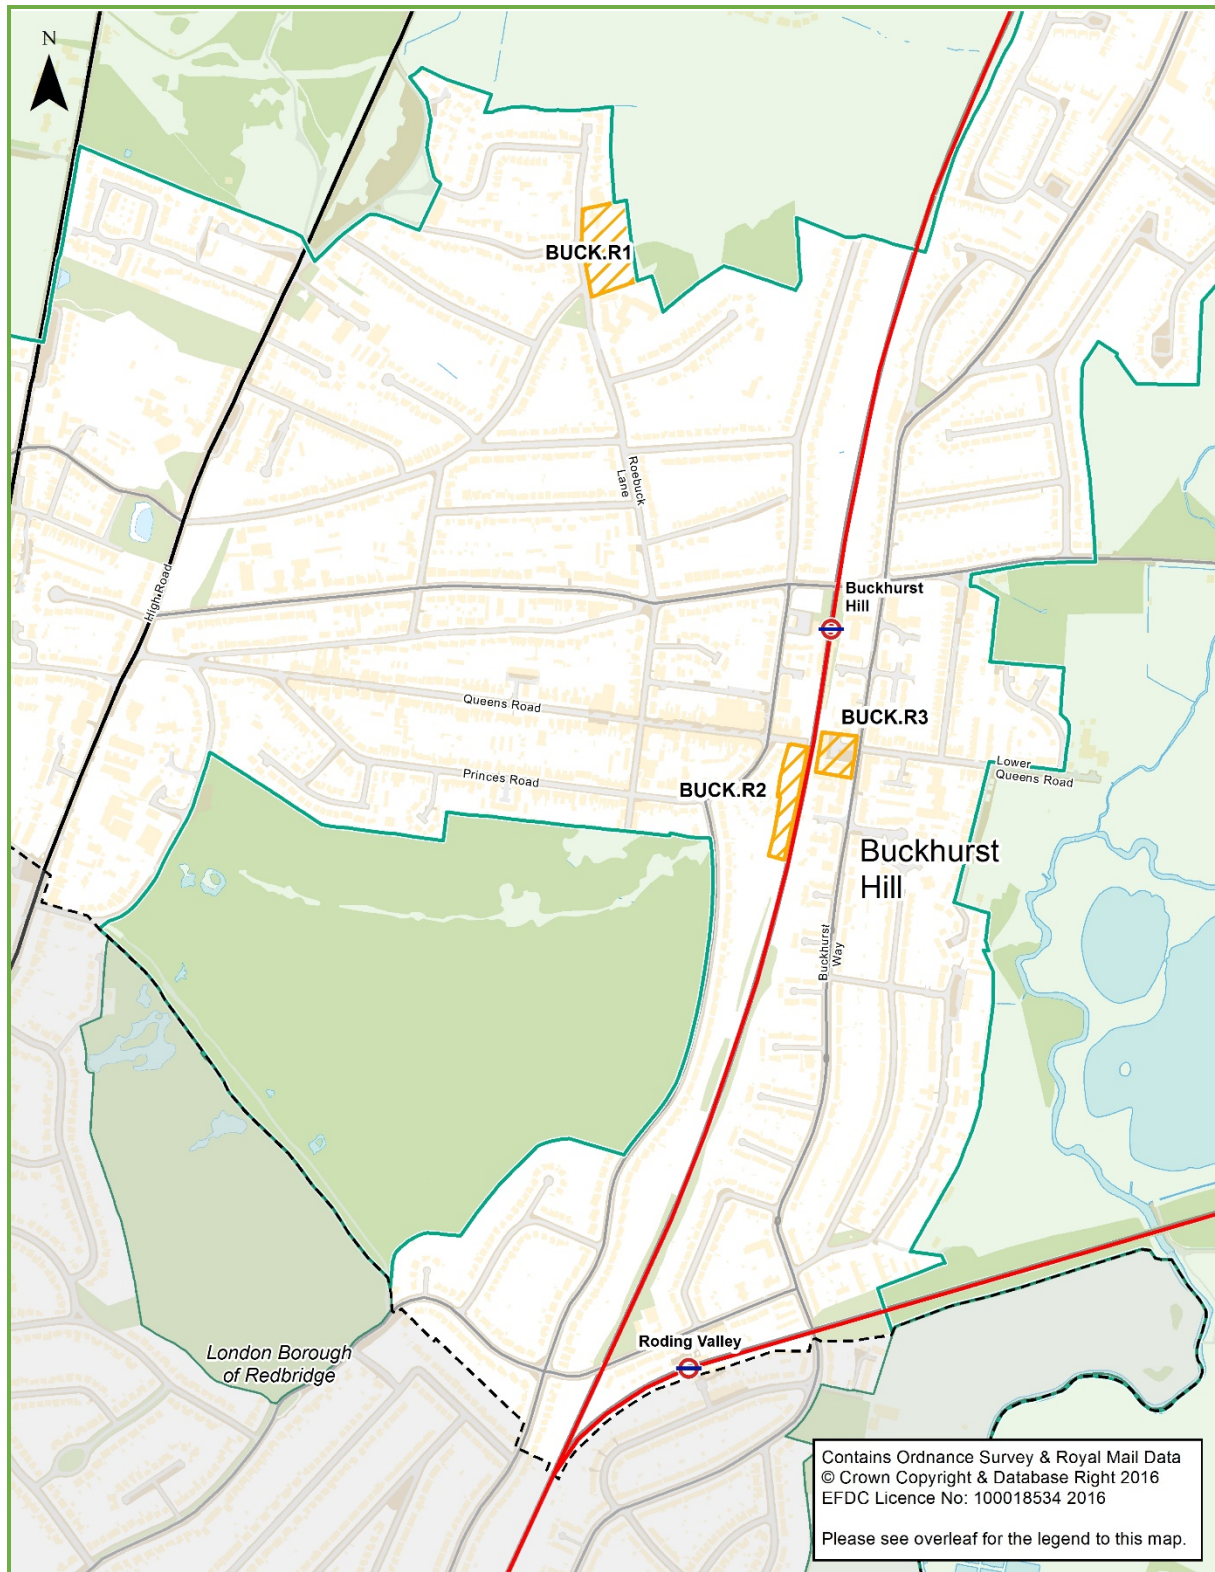 N
BUCK.R1
Roebuck
Lane
High Road
Buckhurst
Hill
Queens Road
BUCK.R3
Lower
Queens Road
Princes Road
BUCK.R2
Buckhurst
Hill
Buckhurst
Way
Roding Valley
London Borough
of Redbridge
Contains Ordnance Survey & Royal Mail Data
© Crown Copyright & Database Right 2016
EFDC Licence No: 100018534 2016
Please see overleaf for the legend to this map.